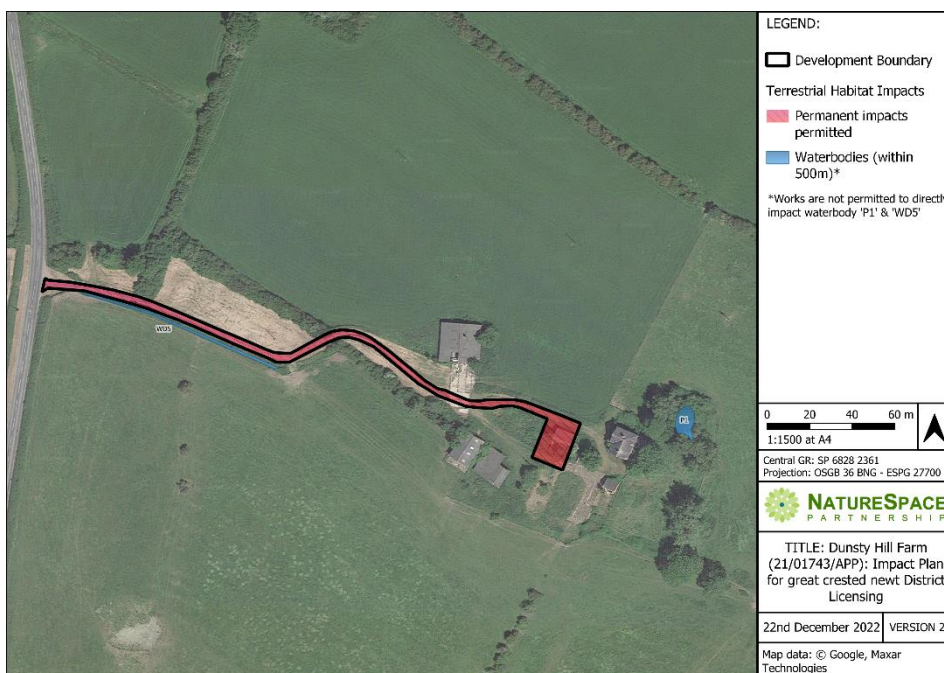 WD5
P1
LEGEND:
Development Boundary
Terrestrial Habitat Impacts
Permanent impacts
permitted
Waterbodies (within
500m)*
*Works are not permitted to directly
impact waterbody 'P1' & 'WD5'
0 20 40 60 m
1:1500 at A4
Central GR: SP 6828 2361
Projection: OSGB 36 BNG - ESPG 27700
NATURESPACE
PARTNERSHIP
TITLE: Dunsty Hill Farm
(21/01743/APP): Impact Plan
for great crested newt District
Licensing
22nd December 2022 VERSION 2
Map data: © Google, Maxar
Technologies